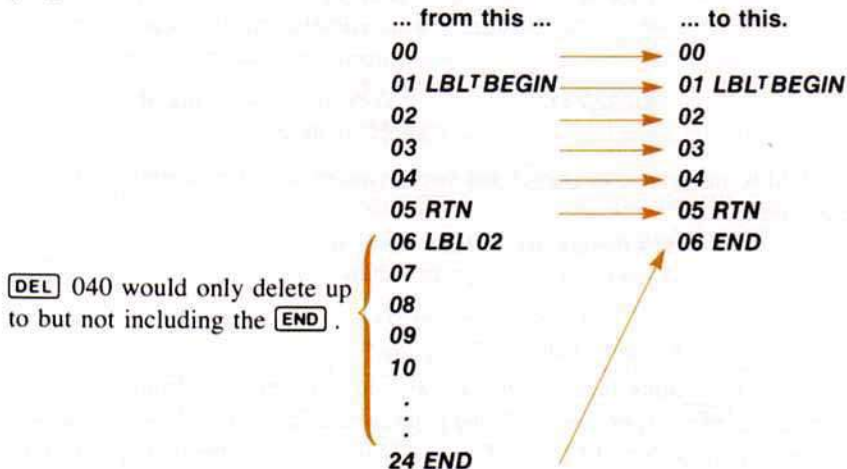 ... from this ... ... to this.
00 00
01 LBLᵀBEGIN 01 LBLᵀBEGIN
02 02
03 03
04 04
05 RTN 05 RTN
06 LBL 02 06 END
07
DEL 040 would only delete up
08
to but not including the END .
09
10
24 END